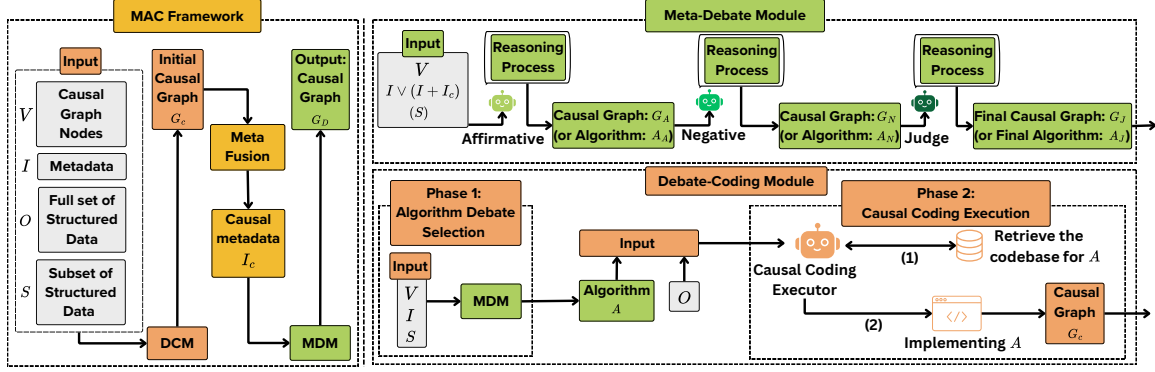 MAC Framework
Input
V
Causal
Graph
Nodes
I
Metadata
O
Full set of
Structured
Data
S
Subset of
Structured
Data
DCM
Initial
Causal
Graph
G_c
Meta
Fusion
Causal
metadata
I_c
MDM
Output:
Causal
Graph
G_D
Meta-Debate Module
Input
V
I ∨ (I + I_c)
(S)
Affirmative
Reasoning
Process
Causal Graph: G_A
(or Algorithm: A_A)
Negative
Reasoning
Process
Causal Graph: G_N
(or Algorithm: A_N)
Judge
Reasoning
Process
Final Causal Graph: G_J
(or Final Algorithm: A_J)
Debate-Coding Module
Phase 1:
Algorithm Debate
Selection
Input
V
I
S
MDM
Algorithm
A
Input
O
Phase 2:
Causal Coding Execution
Causal Coding
Executor
(1)
Retrieve the
codebase for A
(2)
</>
Implementing A
Causal
Graph
G_c